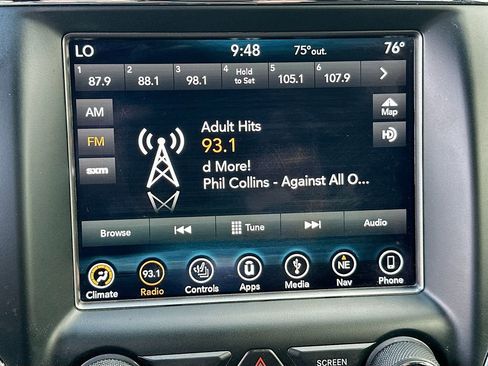 LO 9:48 75°out. 76°
1 87.9 2 88.1 3 98.1 4 Hold to Set 5 105.1 6 107.9
AM
Map
FM
HD
sxm
Adult Hits
93.1
d More!
Phil Collins - Against All O...
Browse Tune Audio
93.1 NE
Climate Radio Controls Apps Media Nav Phone
SCREEN